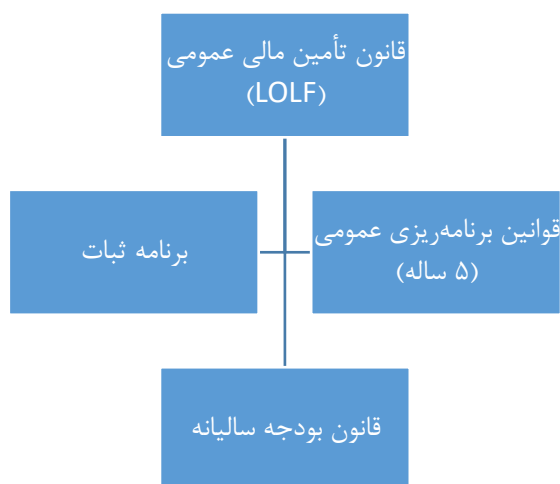 قانون تأمین مالی عمومی
(LOLF)
قوانین برنامه‌ریزی عمومی
(۵ ساله)
برنامه ثبات
قانون بودجه سالیانه